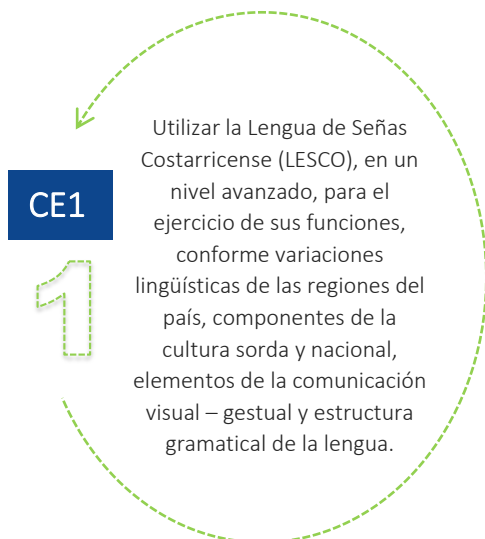 CE1
1
Utilizar la Lengua de Señas
Costarricense (LESCO), en un
nivel avanzado, para el
ejercicio de sus funciones,
conforme variaciones
lingüísticas de las regiones del
país, componentes de la
cultura sorda y nacional,
elementos de la comunicación
visual – gestual y estructura
gramatical de la lengua.